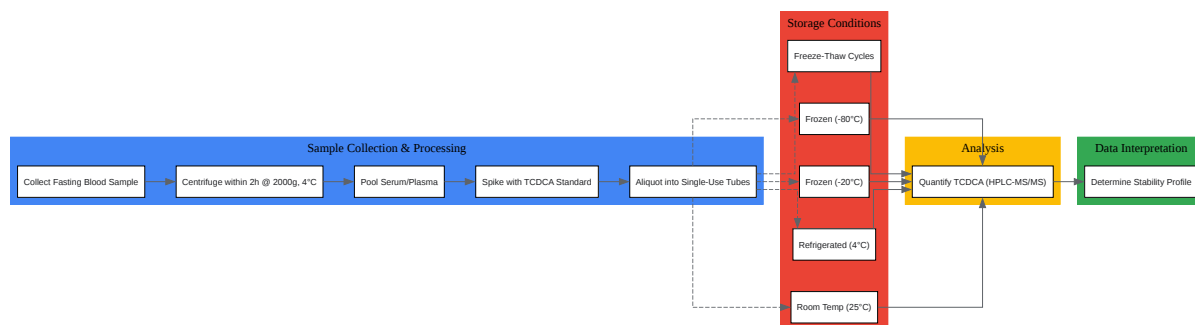 Sample Collection & Processing
Collect Fasting Blood Sample
Centrifuge within 2h @ 2000g, 4°C
Pool Serum/Plasma
Spike with TCDCA Standard
Aliquot into Single-Use Tubes
Storage Conditions
Freeze-Thaw Cycles
Frozen (-80°C)
Frozen (-20°C)
Refrigerated (4°C)
Room Temp (25°C)
Analysis
Quantify TCDCA (HPLC-MS/MS)
Data Interpretation
Determine Stability Profile